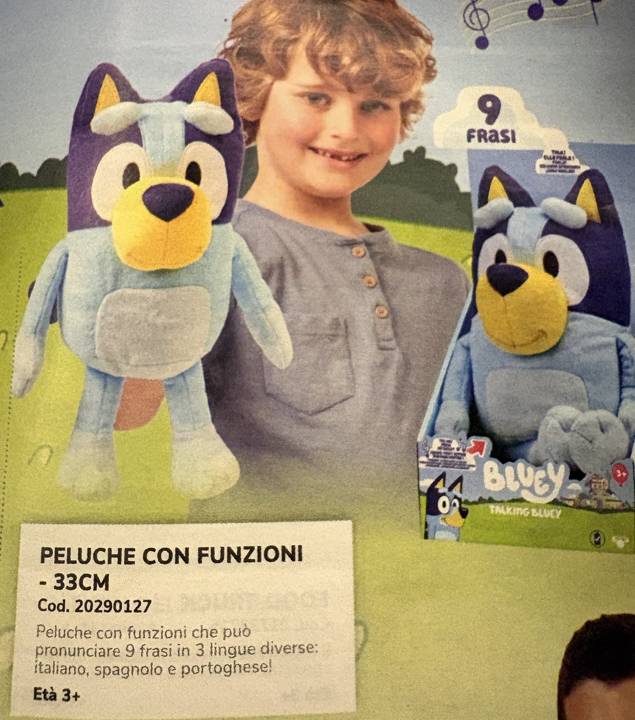 9
FRASI
BLUEY
TALKING BLUEY
3+
PELUCHE CON FUNZIONI
- 33CM
Cod. 20290127
Peluche con funzioni che può
pronunciare 9 frasi in 3 lingue diverse:
italiano, spagnolo e portoghese!
Età 3+